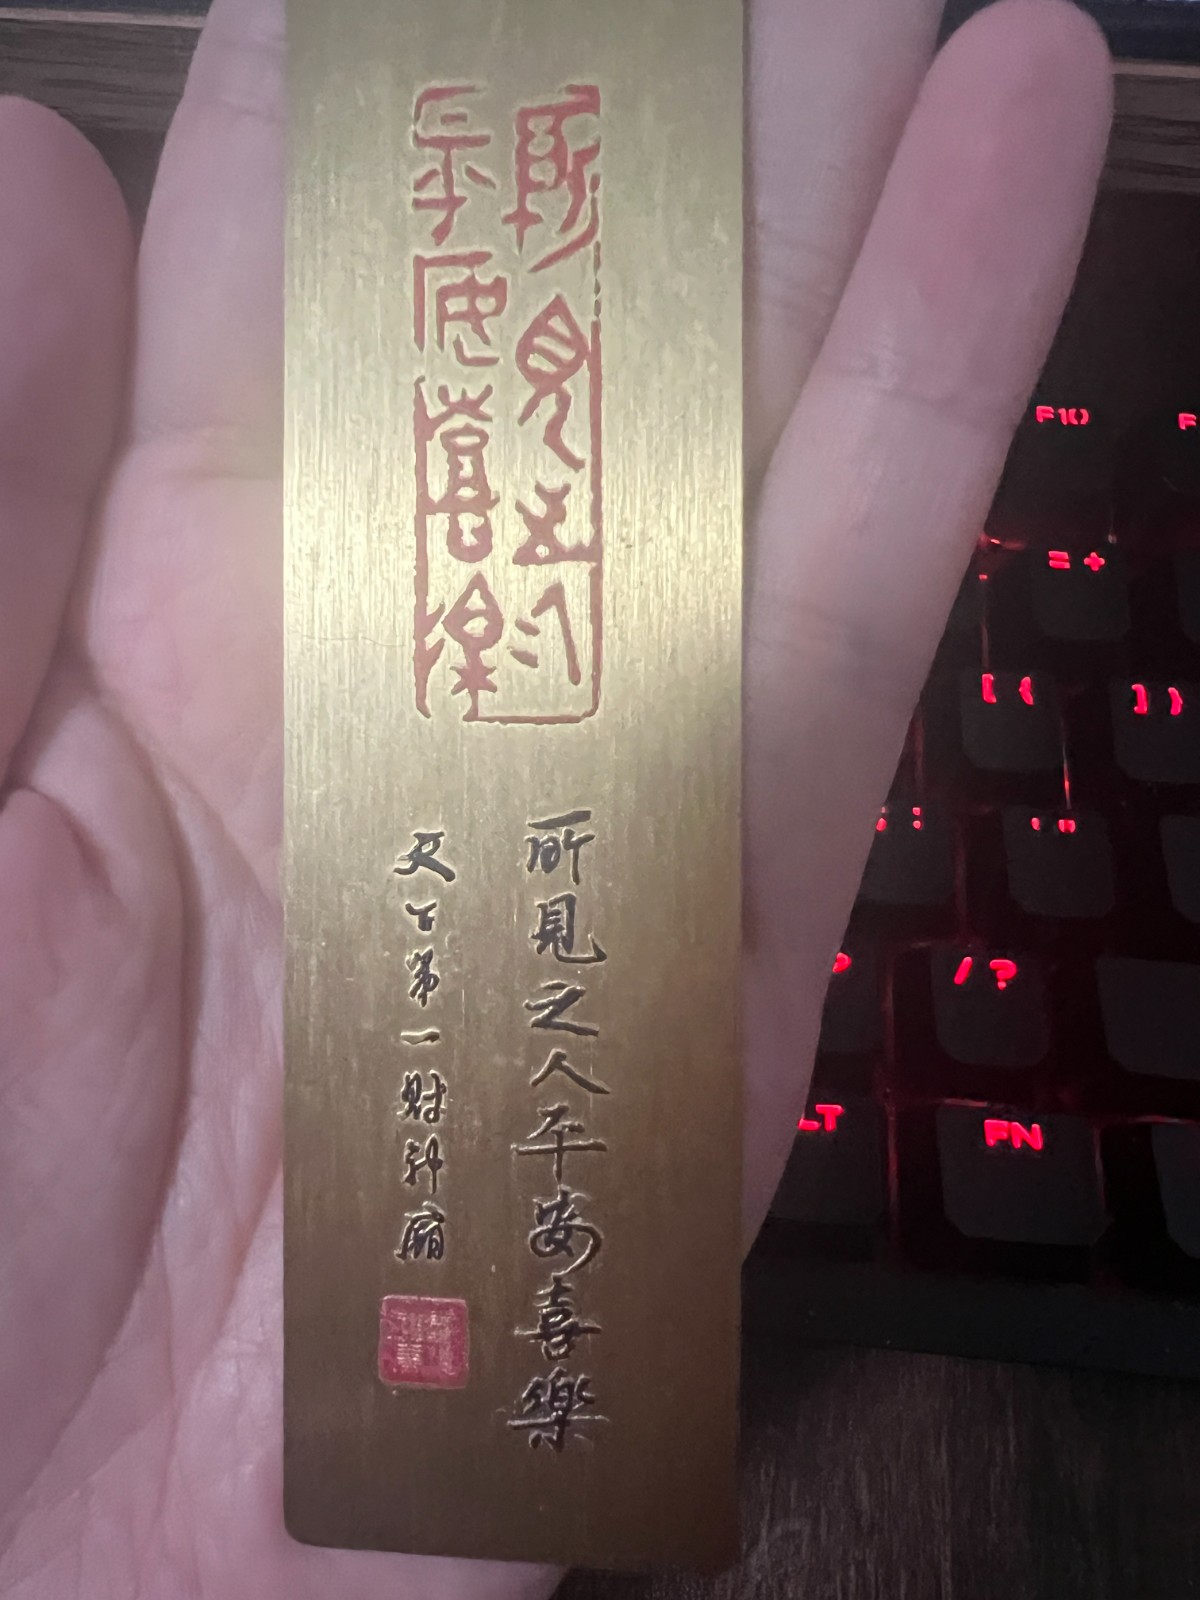 所見之人
平安喜樂
所見之人平安喜樂
天下第一財神廟
F10
F
= +
[ {
] }
: ;
' "
/ ?
LT
FN